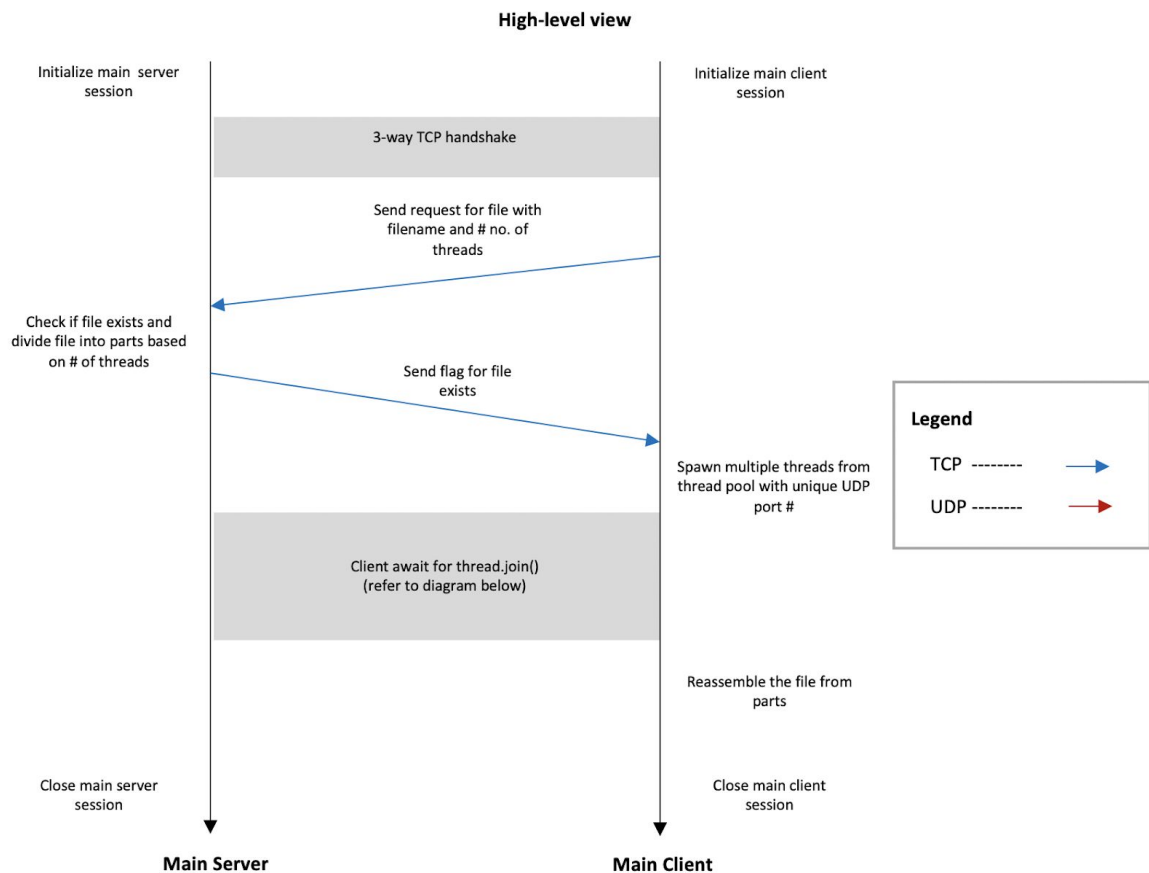 High-level view
Initialize main server
session
Initialize main client
session
3-way TCP handshake
Send request for file with
filename and # no. of
threads
Check if file exists and
divide file into parts based
on # of threads
Send flag for file
exists
Legend
TCP --------
UDP --------
Spawn multiple threads from
thread pool with unique UDP
port #
Client await for thread.join()
(refer to diagram below)
Reassemble the file from
parts
Close main server
session
Close main client
session
Main Server
Main Client